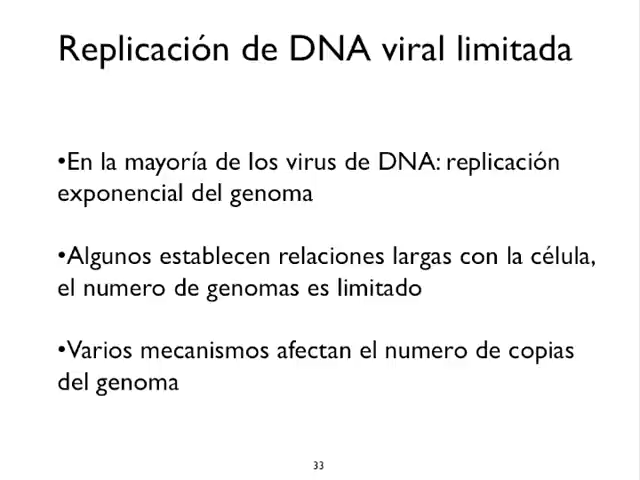 Replicación de DNA viral limitada
•En la mayoría de los virus de DNA: replicación
exponencial del genoma
•Algunos establecen relaciones largas con la célula,
el numero de genomas es limitado
•Varios mecanismos afectan el numero de copias
del genoma
33